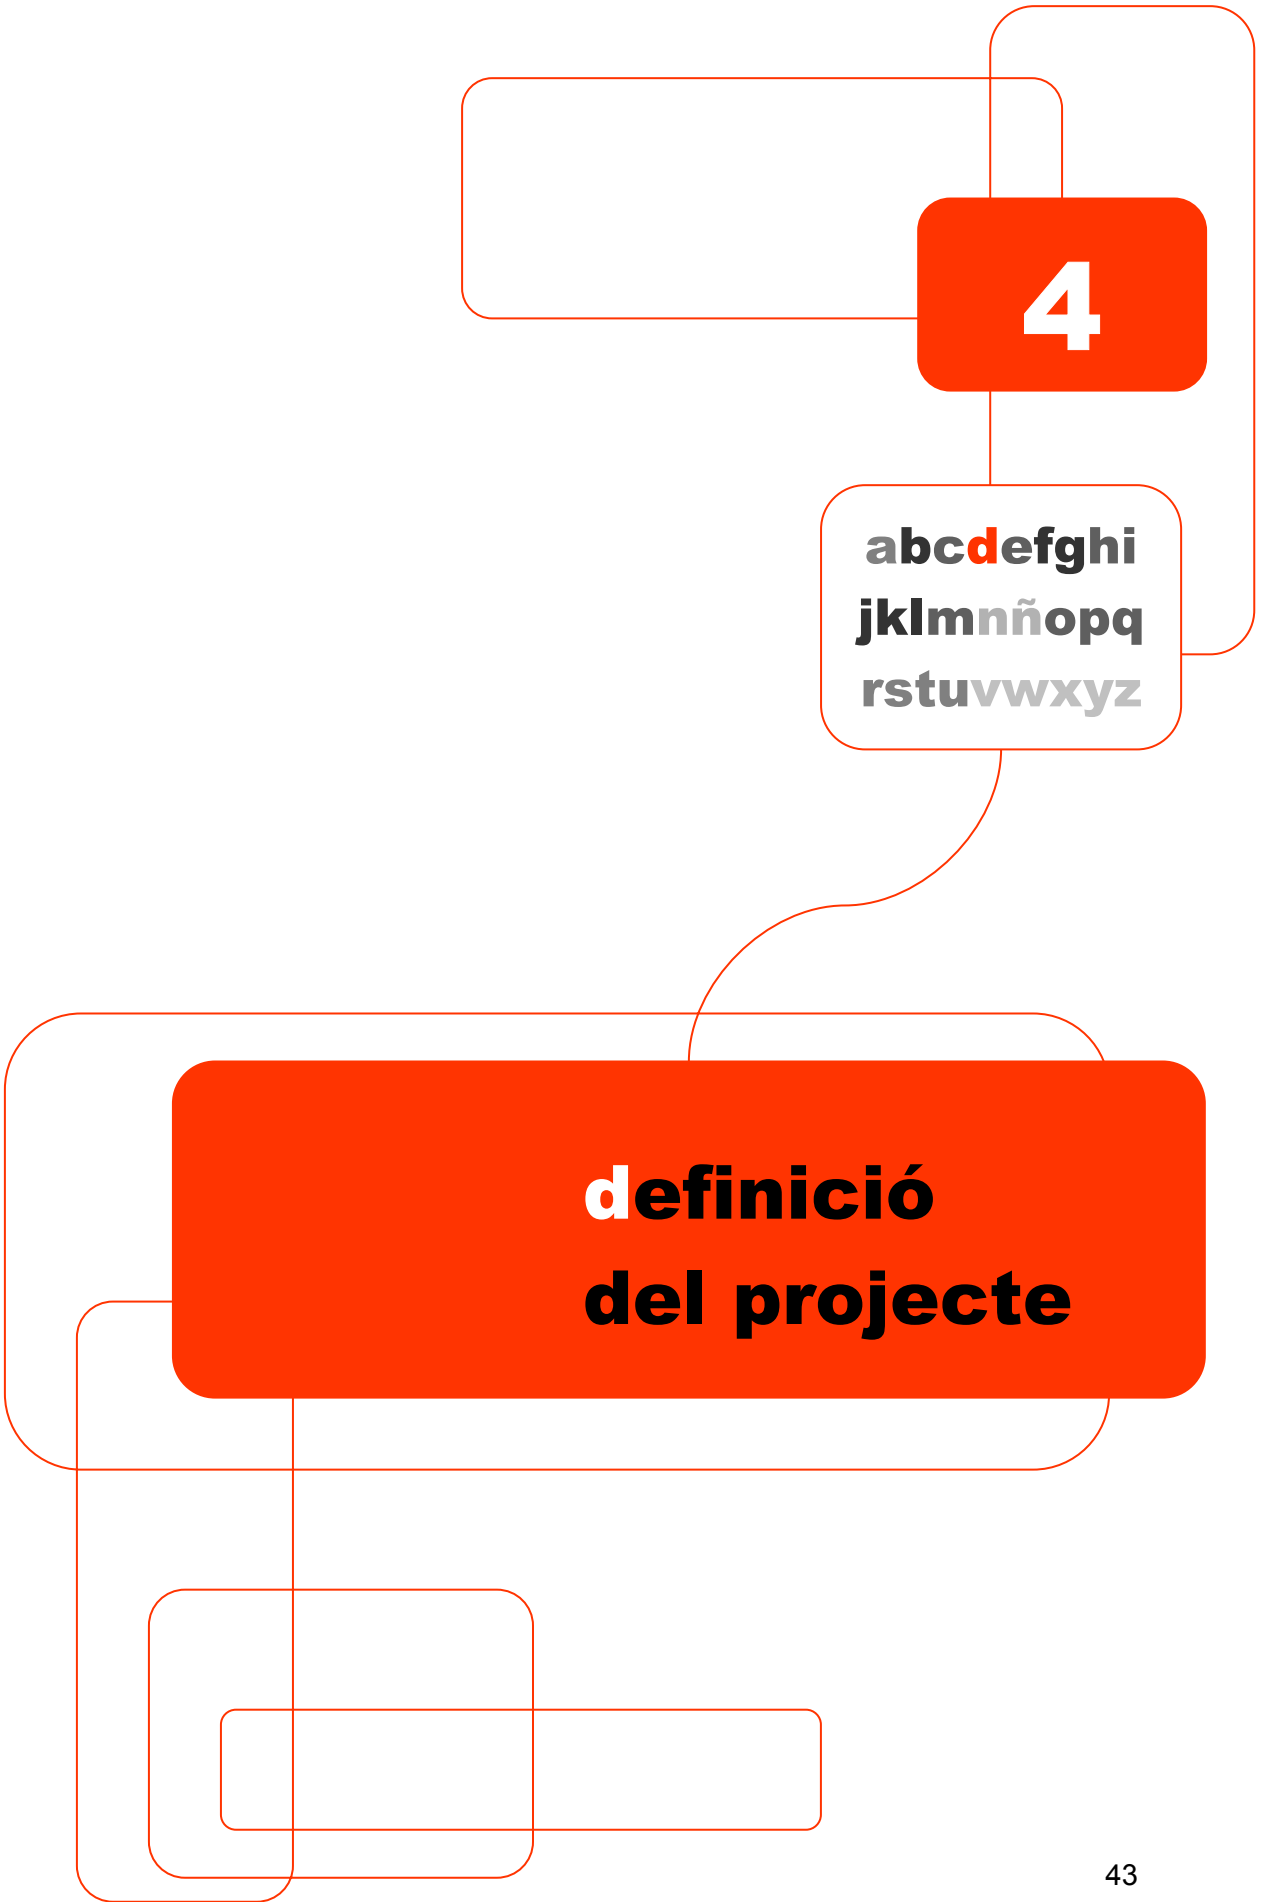 4
abcdefghi
jklmnñopq
rstuvwxyz
definició
del projecte
43